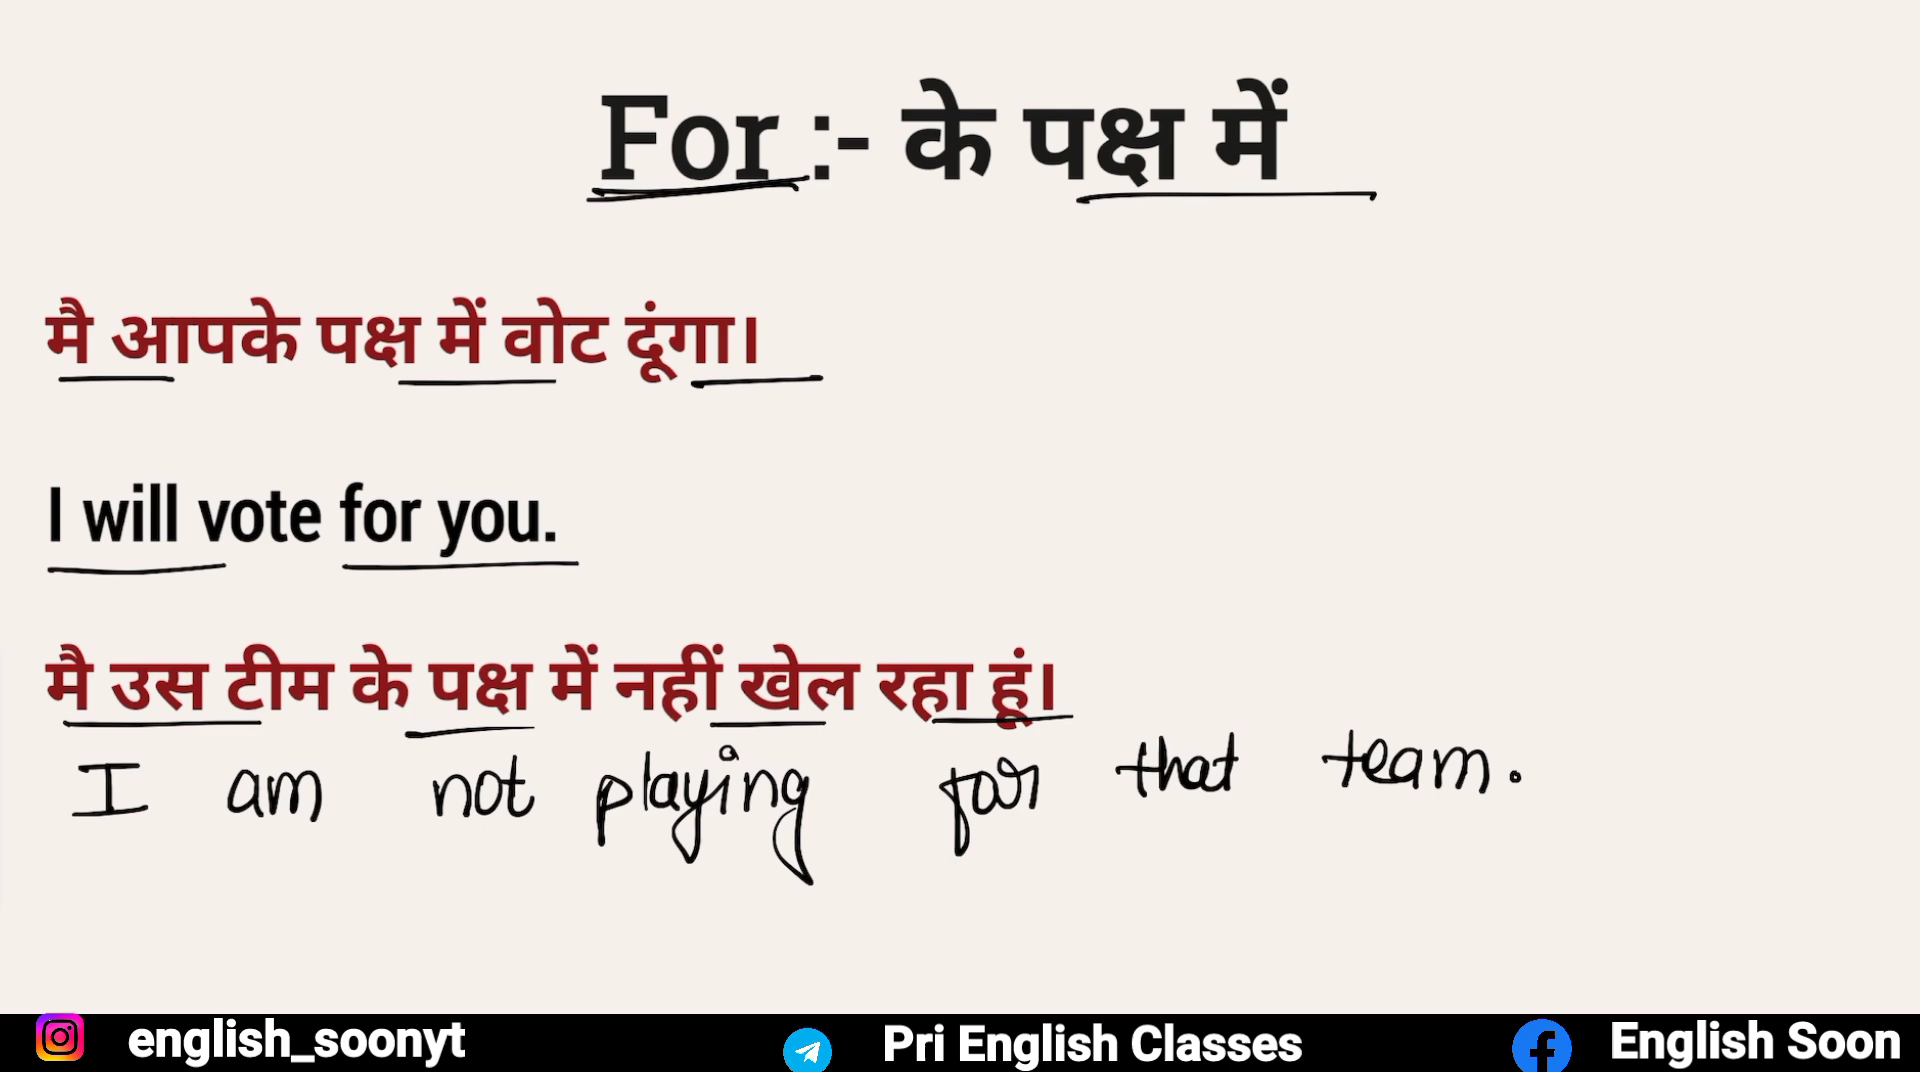 For :- के पक्ष में
मै आपके पक्ष में वोट दूंगा।
I will vote for you.
मै उस टीम के पक्ष में नहीं खेल रहा हूं।
I am not playing for that team.
english_soonyt Pri English Classes English Soon